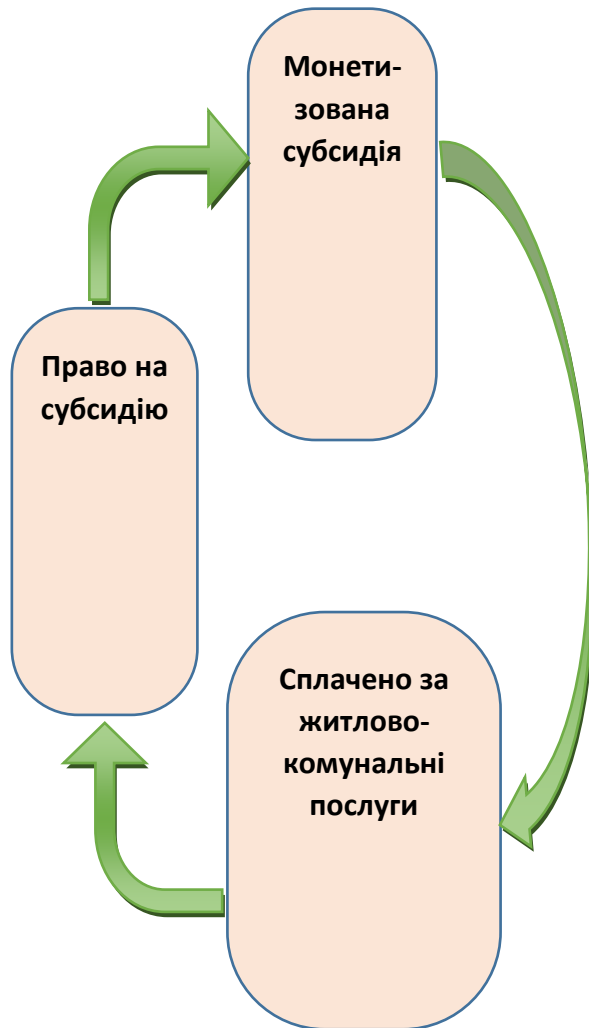 Монети-
зована
субсидія
Право на
субсидію
Сплачено за
житлово-
комунальні
послуги